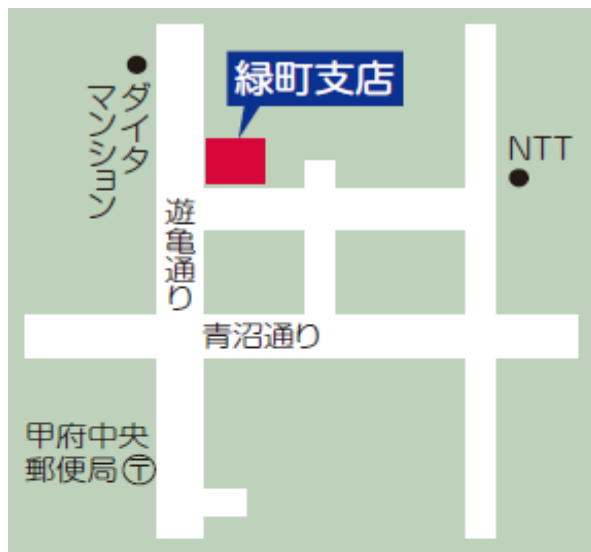 緑町支店
ダイタ
マンション
NTT
遊亀通り
青沼通り
甲府中央
郵便局〒